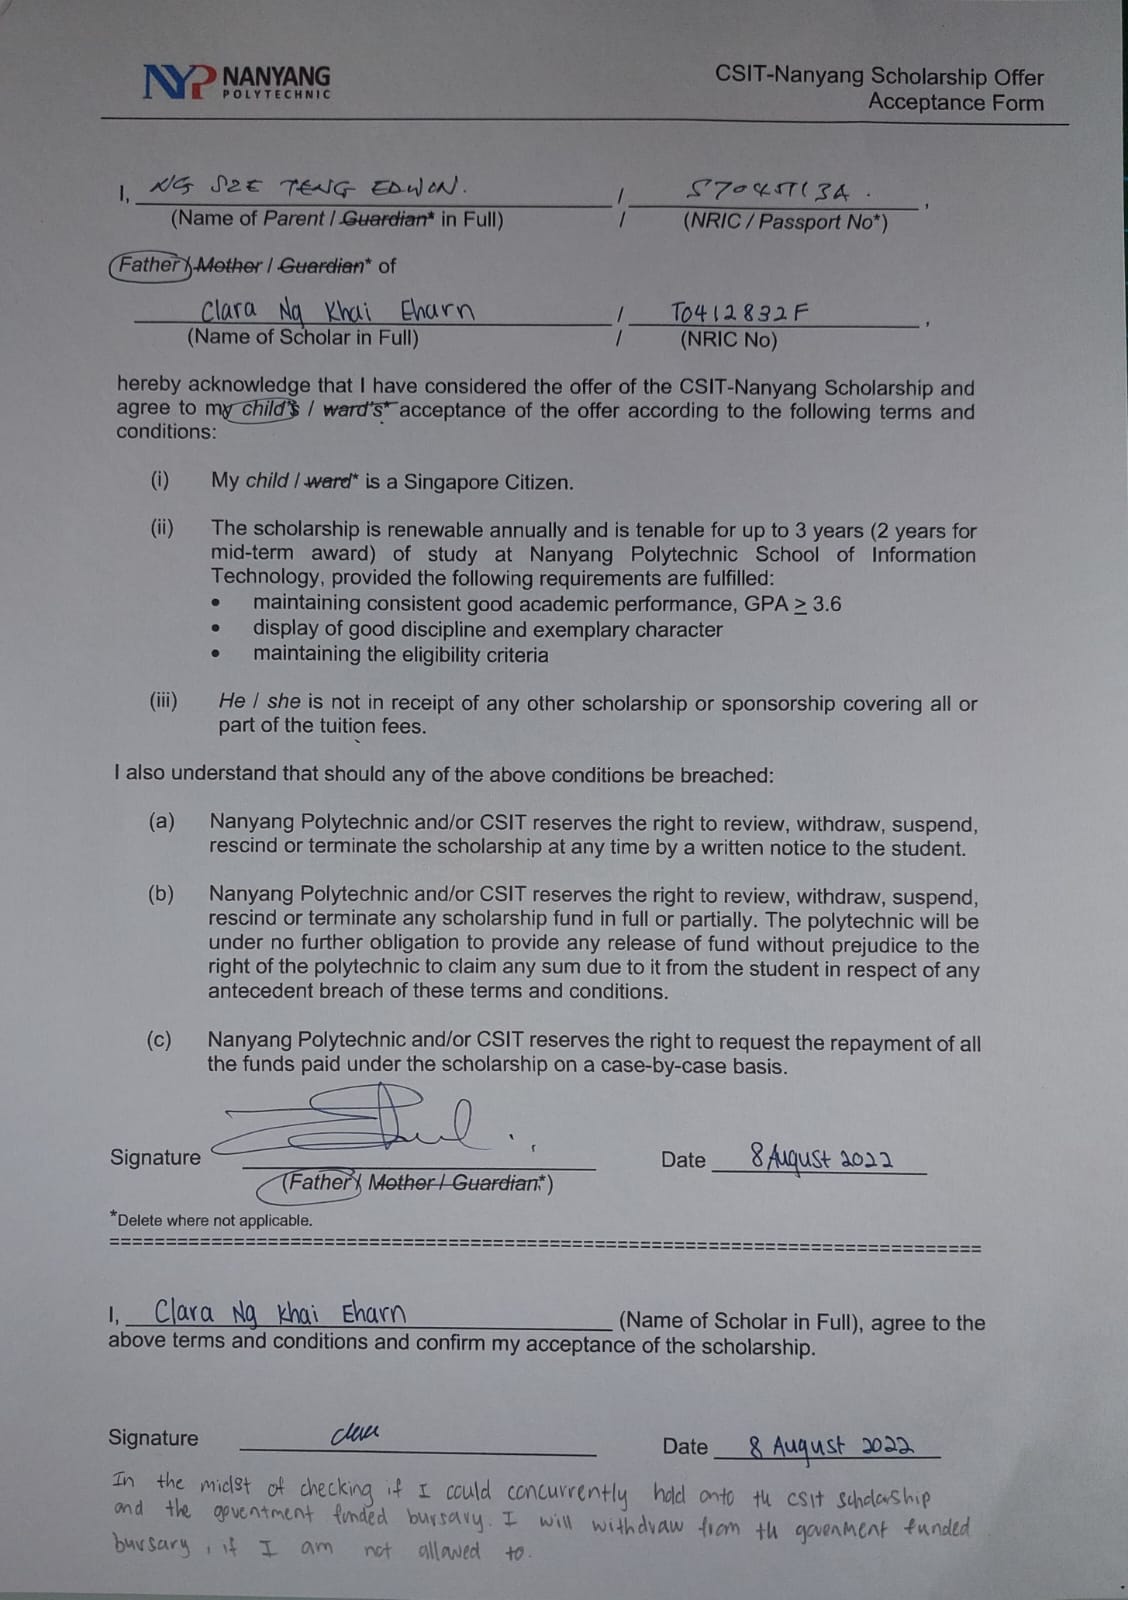 NYP NANYANG
POLYTECHNIC
CSIT-Nanyang Scholarship Offer
Acceptance Form
I, NG SZE TENG EDWIN. / S7045713A.,
(Name of Parent / Guardian* in Full) / (NRIC / Passport No*)
Father / Mother / Guardian* of
Clara Ng Khai Eharn / T0412832F,
(Name of Scholar in Full) / (NRIC No)
hereby acknowledge that I have considered the offer of the CSIT-Nanyang Scholarship and
agree to my child's / ward's* acceptance of the offer according to the following terms and
conditions:
(i) My child / ward* is a Singapore Citizen.
(ii) The scholarship is renewable annually and is tenable for up to 3 years (2 years for
mid-term award) of study at Nanyang Polytechnic School of Information
Technology, provided the following requirements are fulfilled:
• maintaining consistent good academic performance, GPA ≥ 3.6
• display of good discipline and exemplary character
• maintaining the eligibility criteria
(iii) He / she is not in receipt of any other scholarship or sponsorship covering all or
part of the tuition fees.
I also understand that should any of the above conditions be breached:
(a) Nanyang Polytechnic and/or CSIT reserves the right to review, withdraw, suspend,
rescind or terminate the scholarship at any time by a written notice to the student.
(b) Nanyang Polytechnic and/or CSIT reserves the right to review, withdraw, suspend,
rescind or terminate any scholarship fund in full or partially. The polytechnic will be
under no further obligation to provide any release of fund without prejudice to the
right of the polytechnic to claim any sum due to it from the student in respect of any
antecedent breach of these terms and conditions.
(c) Nanyang Polytechnic and/or CSIT reserves the right to request the repayment of all
the funds paid under the scholarship on a case-by-case basis.
Signature Date 8 August 2022
(Father / Mother / Guardian*)
*Delete where not applicable.
I, Clara Ng Khai Eharn (Name of Scholar in Full), agree to the
above terms and conditions and confirm my acceptance of the scholarship.
Signature Date 8 August 2022
In the midst of checking if I could concurrently hold onto th CSIT scholarship
and the goventment funded bursary. I will withdraw from th govenment funded
bursary, if I am not allowed to.